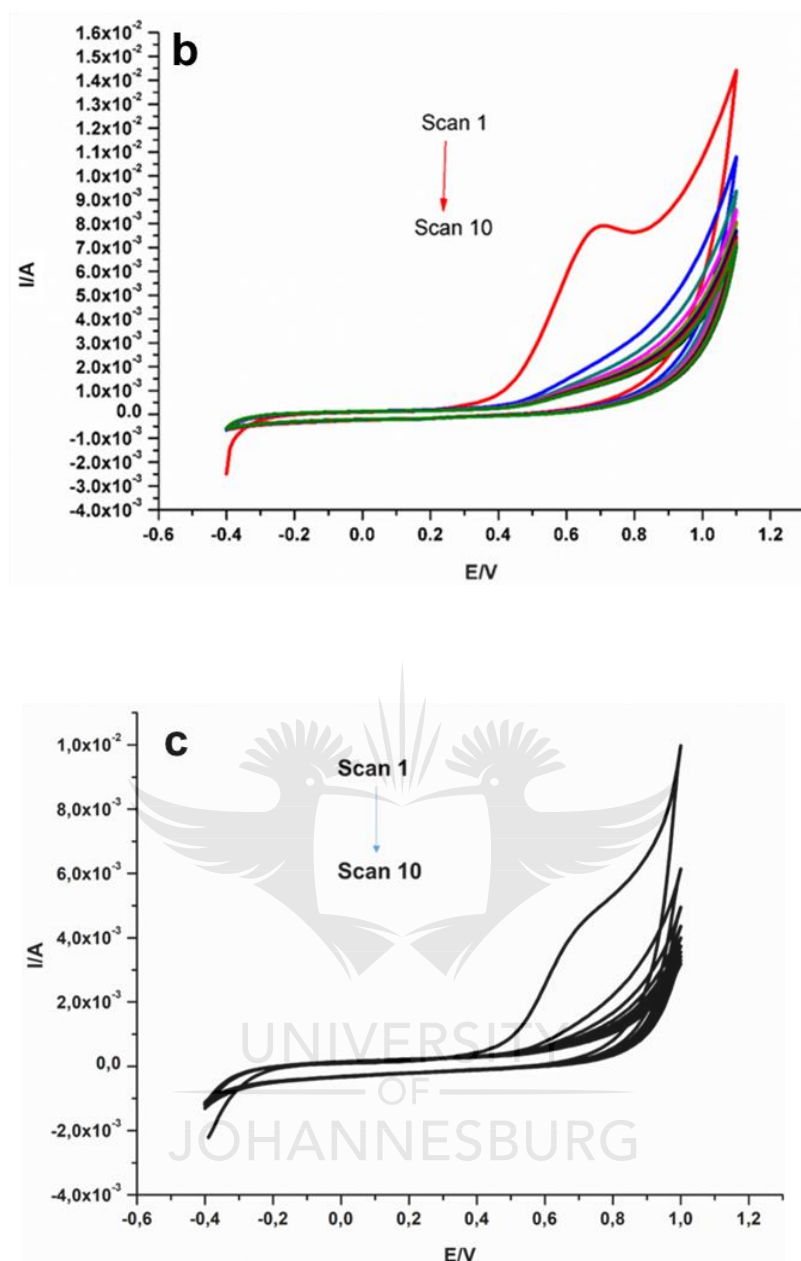 b
1.6x10⁻²
1.5x10⁻²
1.4x10⁻²
1.3x10⁻²
1.2x10⁻²
1.1x10⁻²
1.0x10⁻²
9.0x10⁻³
8.0x10⁻³
7.0x10⁻³
6.0x10⁻³
5.0x10⁻³
4.0x10⁻³
3.0x10⁻³
2.0x10⁻³
1.0x10⁻³
0.0
-1.0x10⁻³
-2.0x10⁻³
-3.0x10⁻³
-4.0x10⁻³
I/A
Scan 1
Scan 10
-0.6 -0.4 -0.2 0.0 0.2 0.4 0.6 0.8 1.0 1.2
E/V
c
1,0x10⁻²
8,0x10⁻³
6,0x10⁻³
4,0x10⁻³
2,0x10⁻³
0,0
-2,0x10⁻³
-4,0x10⁻³
I/A
Scan 1
Scan 10
UNIVERSITY
OF
JOHANNESBURG
-0,6 -0,4 -0,2 0,0 0,2 0,4 0,6 0,8 1,0 1,2
E/V